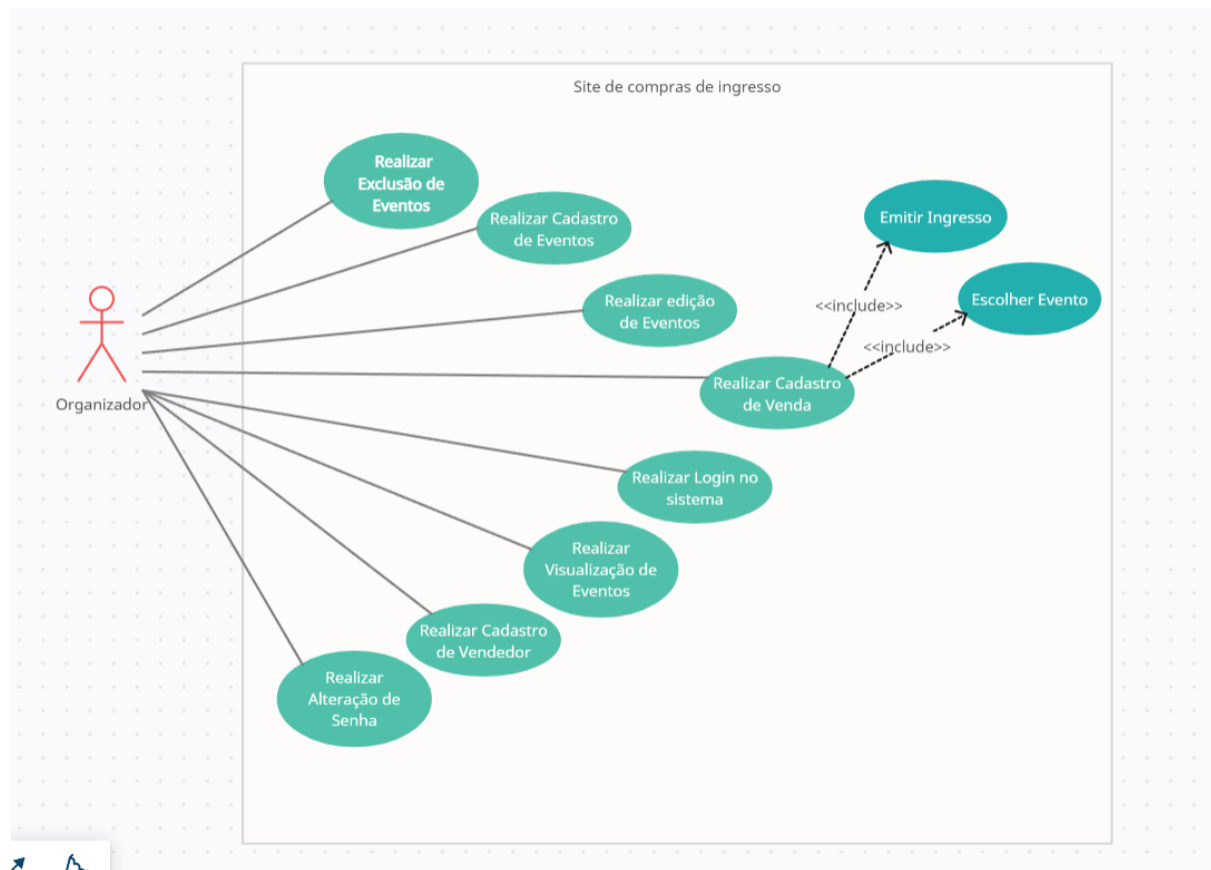 Site de compras de ingresso
Realizar
Exclusão de
Eventos
Realizar Cadastro
de Eventos
Emitir Ingresso
Realizar edição
de Eventos
Escolher Evento
<<include>>
<<include>>
Realizar Cadastro
de Venda
Organizador
Realizar Login no
sistema
Realizar
Visualização de
Eventos
Realizar Cadastro
de Vendedor
Realizar
Alteração de
Senha